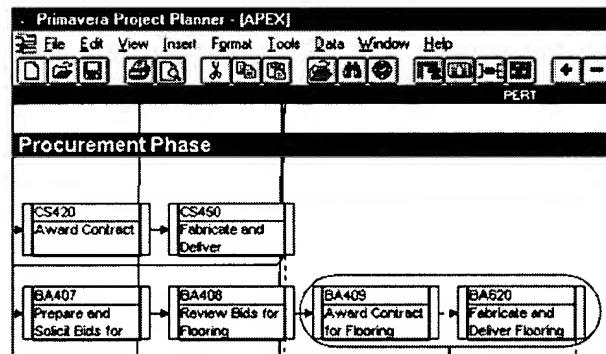 Primavera Project Planner - [APEX]
File Edit View Insert Format Tools Data Window Help
PERT
Procurement Phase
CS420
Award Contract
CS450
Fabricate and
Deliver
BA407
Prepare and
Solicit Bids for
BA408
Review Bids for
Flooring
BA409
Award Contract
for Flooring
BA620
Fabricate and
Deliver Flooring